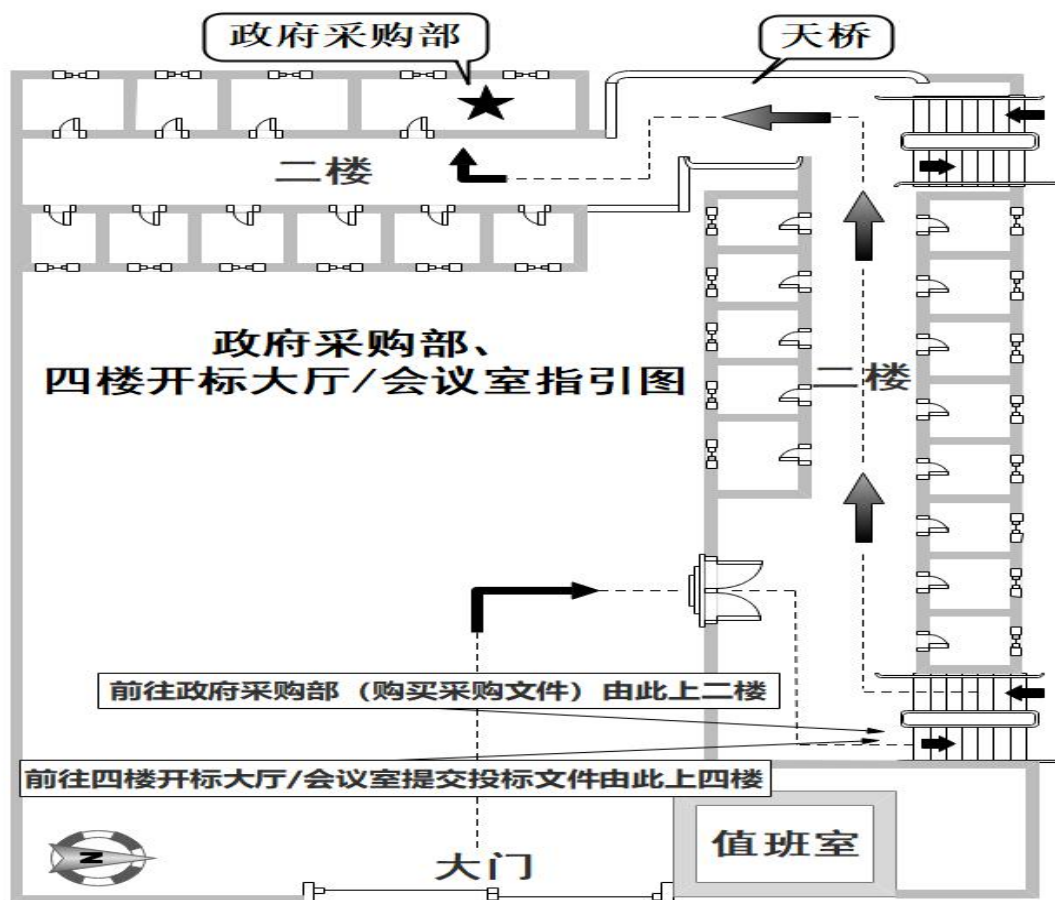 政府采购部
天桥
二楼
政府采购部、
四楼开标大厅/会议室指引图
二楼
前往政府采购部（购买采购文件）由此上二楼
前往四楼开标大厅/会议室提交投标文件由此上四楼
值班室
大门
N